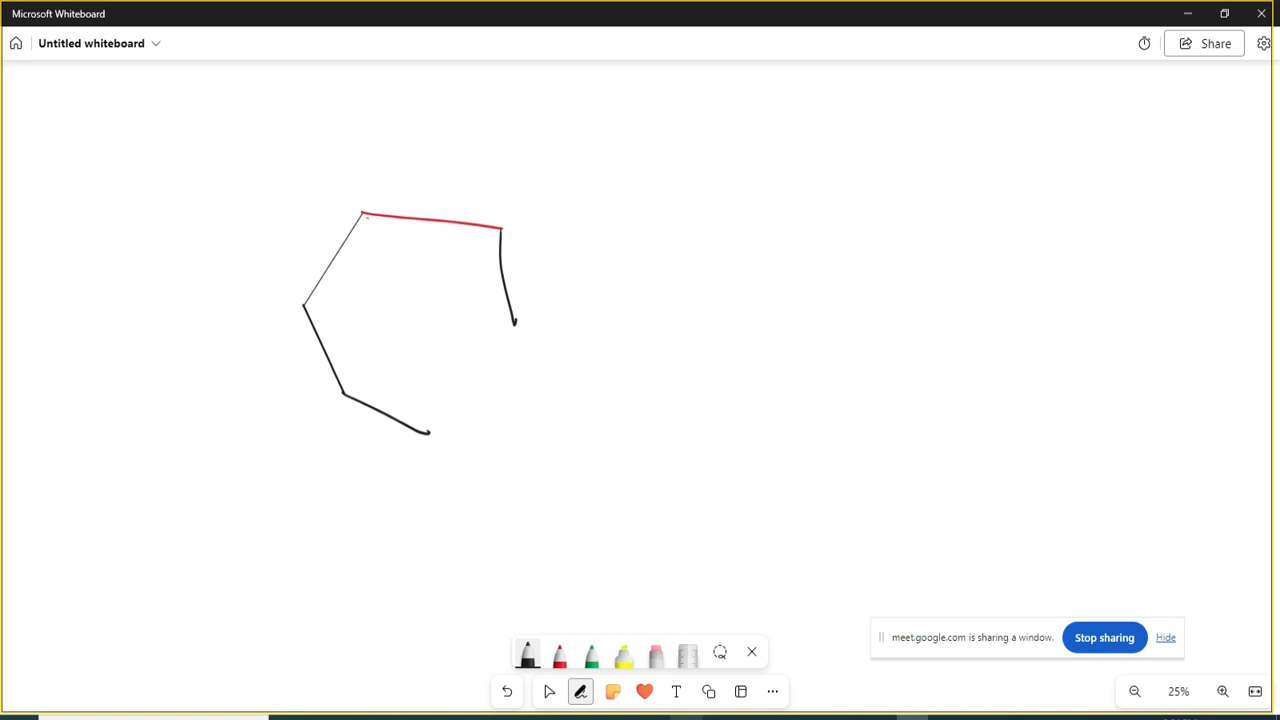 Microsoft Whiteboard
Untitled whiteboard
Share
meet.google.com is sharing a window.
Stop sharing
Hide
25%